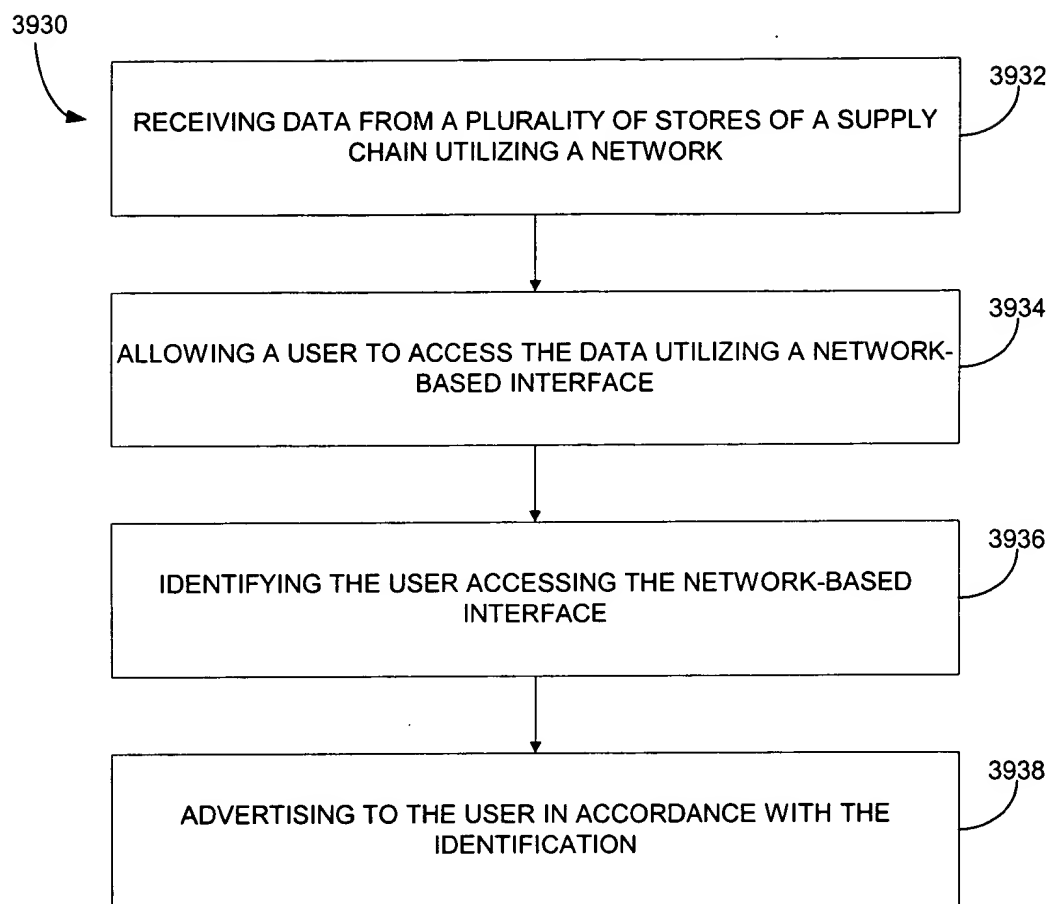 3930
3932
RECEIVING DATA FROM A PLURALITY OF STORES OF A SUPPLY
CHAIN UTILIZING A NETWORK
3934
ALLOWING A USER TO ACCESS THE DATA UTILIZING A NETWORK-
BASED INTERFACE
3936
IDENTIFYING THE USER ACCESSING THE NETWORK-BASED
INTERFACE
3938
ADVERTISING TO THE USER IN ACCORDANCE WITH THE
IDENTIFICATION